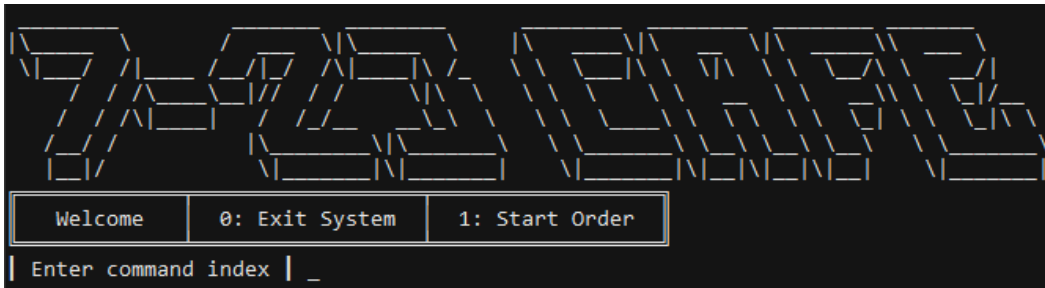 7-23 CAFE
Welcome 0: Exit System 1: Start Order
Enter command index _